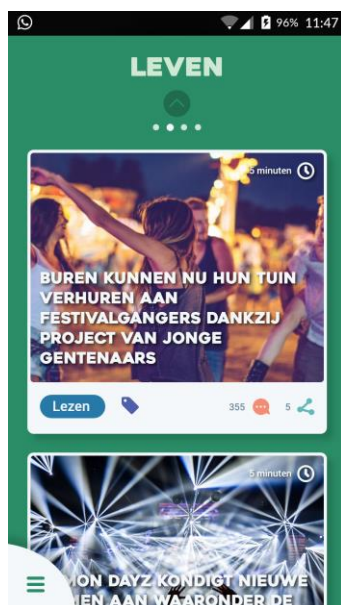 96% 11:47
LEVEN
5 minuten
BUREN KUNNEN NU HUN TUIN
VERHUREN AAN
FESTIVALGANGERS DANKZIJ
PROJECT VAN JONGE
GENTENAARS
Lezen 355 5
5 minuten
DAYZ KONDIGT NIEUWE
AAN WAARONDER DE